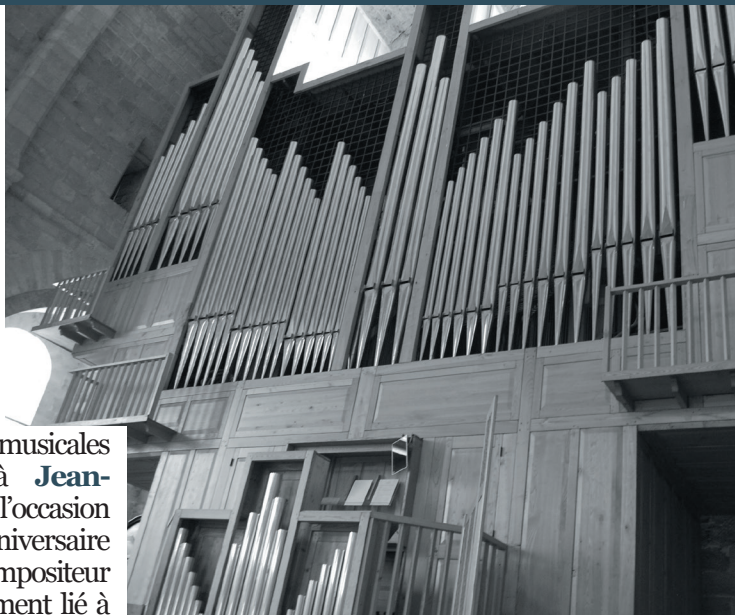 musicales
à Jean-
l’occasion
niversaire
mpositeur
ment lié à